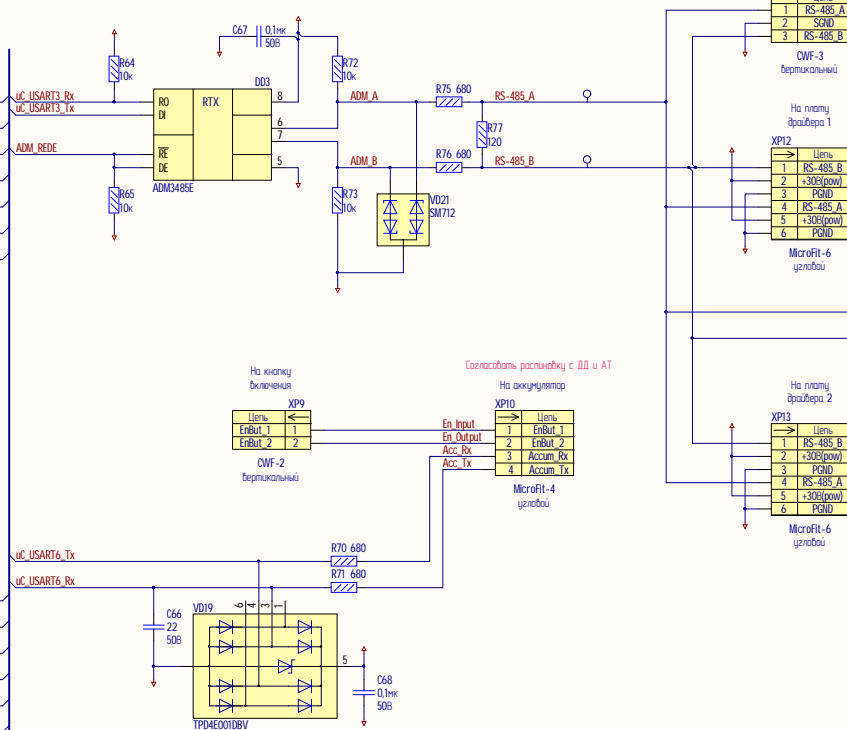 C67
0,1мк
50В
R64
10к
R72
10к
DD3
uC_USART3_Rx
uC_USART3_Tx
RO
DI
RTX
8
6
7
5
ADM_REDE
RE
DE
ADM3485E
R65
10к
ADM_A
ADM_B
R75 680
R76 680
R77
120
RS-485_A
RS-485_B
R73
10к
VD21
SM712
1 RS-485_A
2 SGND
3 RS-485_B
CWF-3
вертикальный
На плату
драйвера 1
XP12
Цепь
1 RS-485_B
2 +30В(pow)
3 PGND
4 RS-485_A
5 +30В(pow)
6 PGND
MicroFit-6
угловой
Согласовать распиновку с ДД и АТ
На кнопку
включения
XP9
Цепь
EnBut_1 1
EnBut_2 2
CWF-2
вертикальный
На аккумулятор
XP10
Цепь
1 EnBut_1
2 EnBut_2
3 Accum_Rx
4 Accum_Tx
MicroFit-4
угловой
En_Input
En_Output
Acc_Rx
Acc_Tx
На плату
драйвера 2
XP13
Цепь
1 RS-485_B
2 +30В(pow)
3 PGND
4 RS-485_A
5 +30В(pow)
6 PGND
MicroFit-6
угловой
uC_USART6_Tx
uC_USART6_Rx
R70 680
R71 680
C66
22
50В
VD19
6 4 3 1
5
TPD4E001DBV
C68
0,1мк
50В